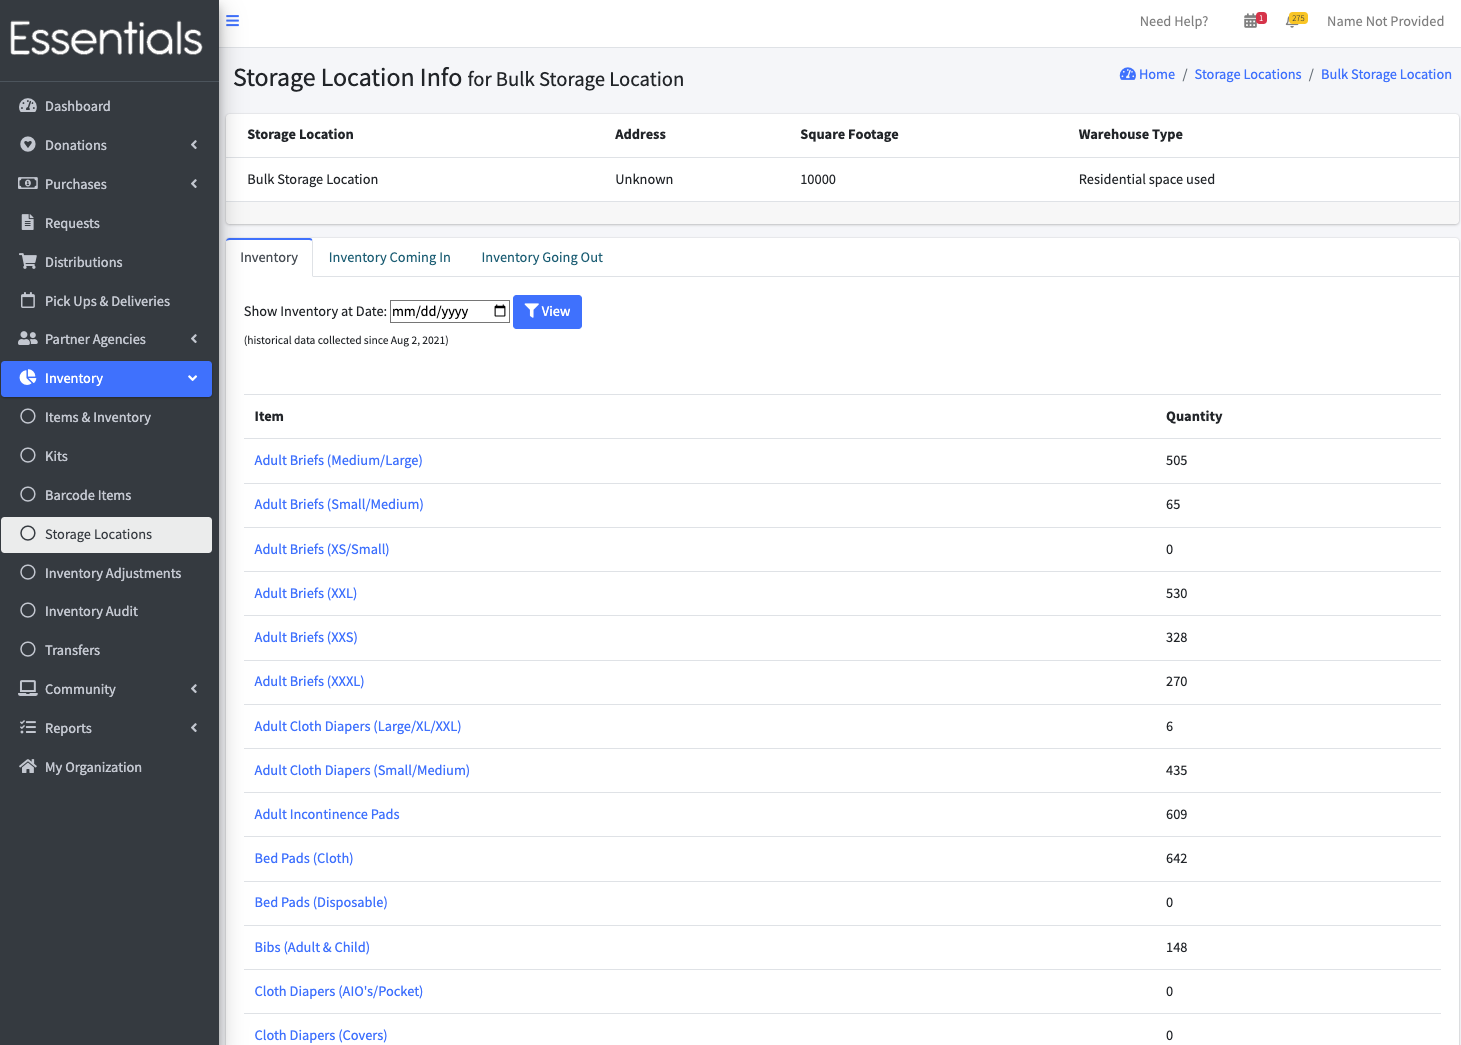 Essentials
Need Help?
1
275
Name Not Provided
Dashboard
Donations
Purchases
Requests
Distributions
Pick Ups & Deliveries
Partner Agencies
Inventory
Items & Inventory
Kits
Barcode Items
Storage Locations
Inventory Adjustments
Inventory Audit
Transfers
Community
Reports
My Organization
Storage Location Info for Bulk Storage Location
Home / Storage Locations / Bulk Storage Location
Storage Location Address Square Footage Warehouse Type
Bulk Storage Location Unknown 10000 Residential space used
Inventory Inventory Coming In Inventory Going Out
Show Inventory at Date: mm/dd/yyyy View
(historical data collected since Aug 2, 2021)
Item Quantity
Adult Briefs (Medium/Large) 505
Adult Briefs (Small/Medium) 65
Adult Briefs (XS/Small) 0
Adult Briefs (XXL) 530
Adult Briefs (XXS) 328
Adult Briefs (XXXL) 270
Adult Cloth Diapers (Large/XL/XXL) 6
Adult Cloth Diapers (Small/Medium) 435
Adult Incontinence Pads 609
Bed Pads (Cloth) 642
Bed Pads (Disposable) 0
Bibs (Adult & Child) 148
Cloth Diapers (AIO's/Pocket) 0
Cloth Diapers (Covers) 0